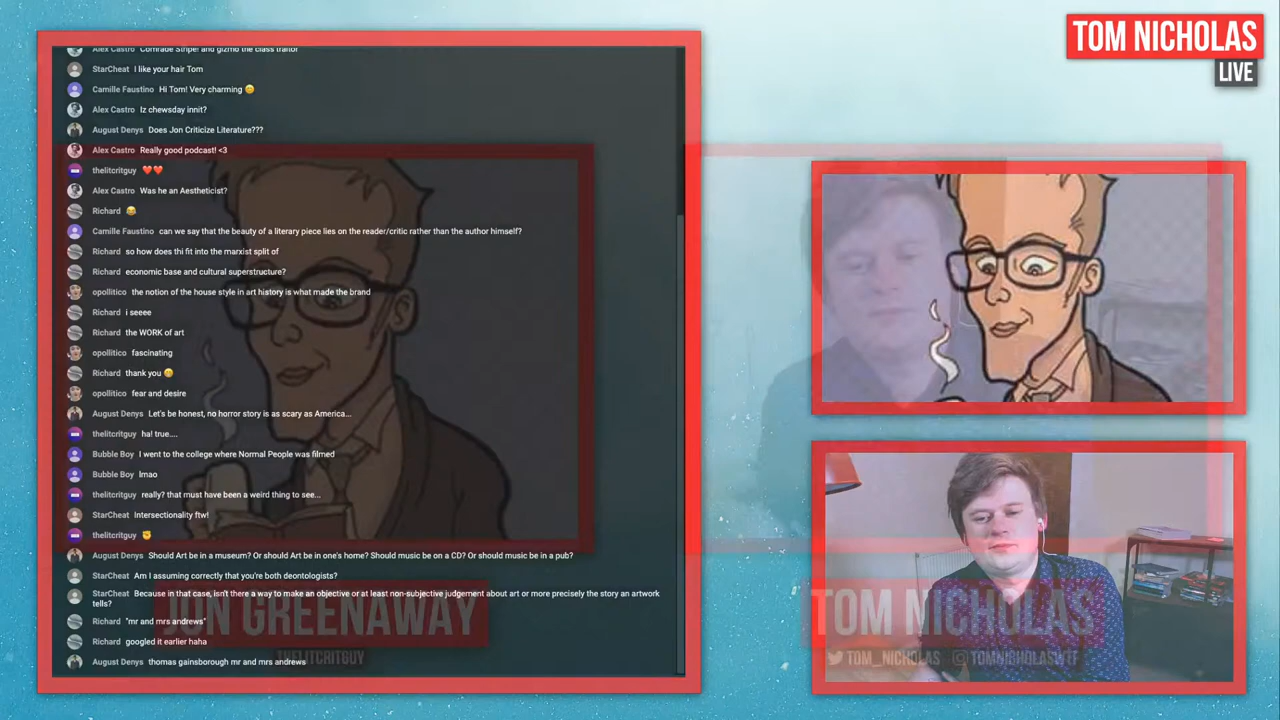 TOM NICHOLAS
LIVE
Alex Castro Comrade Stripe! and gizmo the class traitor
StarCheat I like your hair Tom
Camille Faustino Hi Tom! Very charming 😊
Alex Castro Iz chewsday innit?
August Denys Does Jon Criticize Literature???
Alex Castro Really good podcast! <3
thelitcritguy ❤️❤️
Alex Castro Was he an Aestheticist?
Richard 😂
Camille Faustino can we say that the beauty of a literary piece lies on the reader/critic rather than the author himself?
Richard so how does thi fit into the marxist split of
Richard economic base and cultural superstructure?
opollitico the notion of the house style in art history is what made the brand
Richard i seeee
Richard the WORK of art
opollitico fascinating
Richard thank you 😊
opollitico fear and desire
August Denys Let's be honest, no horror story is as scary as America...
thelitcritguy ha! true....
Bubble Boy I went to the college where Normal People was filmed
Bubble Boy lmao
thelitcritguy really? that must have been a weird thing to see...
StarCheat Intersectionality ftw!
thelitcritguy ✊
August Denys Should Art be in a museum? Or should Art be in one's home? Should music be on a CD? Or should music be in a pub?
StarCheat Am I assuming correctly that you're both deontologists?
StarCheat Because in that case, isn't there a way to make an objective or at least non-subjective judgement about art or more precisely the story an artwork
tells?
Richard "mr and mrs andrews"
Richard googled it earlier haha
August Denys thomas gainsborough mr and mrs andrews
JON GREENAWAY
THELITCRITGUY
TOM NICHOLAS
TOM_NICHOLAS TOMNICHOLASWTF